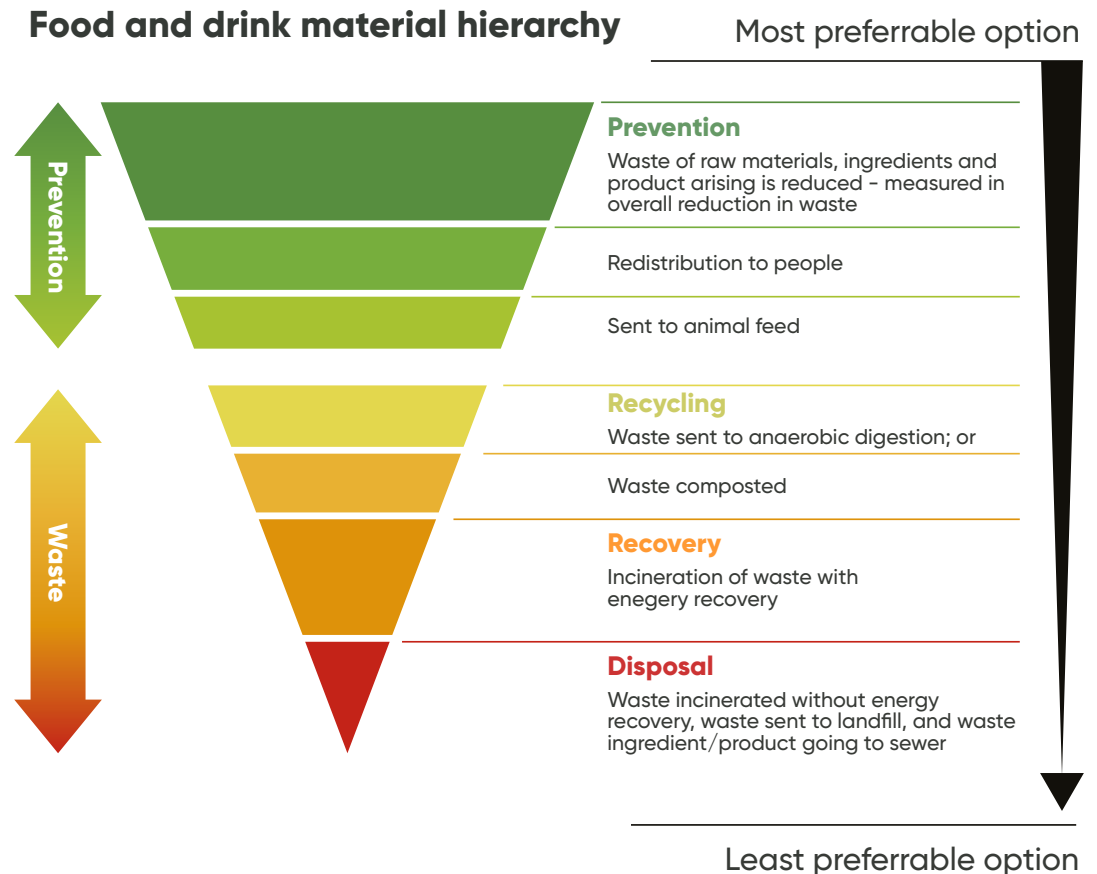 Food and drink material hierarchy
Most preferrable option
Prevention
Prevention
Waste of raw materials, ingredients and
product arising is reduced - measured in
overall reduction in waste
Redistribution to people
Sent to animal feed
Waste
Recycling
Waste sent to anaerobic digestion; or
Waste composted
Recovery
Incineration of waste with
enegery recovery
Disposal
Waste incinerated without energy
recovery, waste sent to landfill, and waste
ingredient/product going to sewer
Least preferrable option